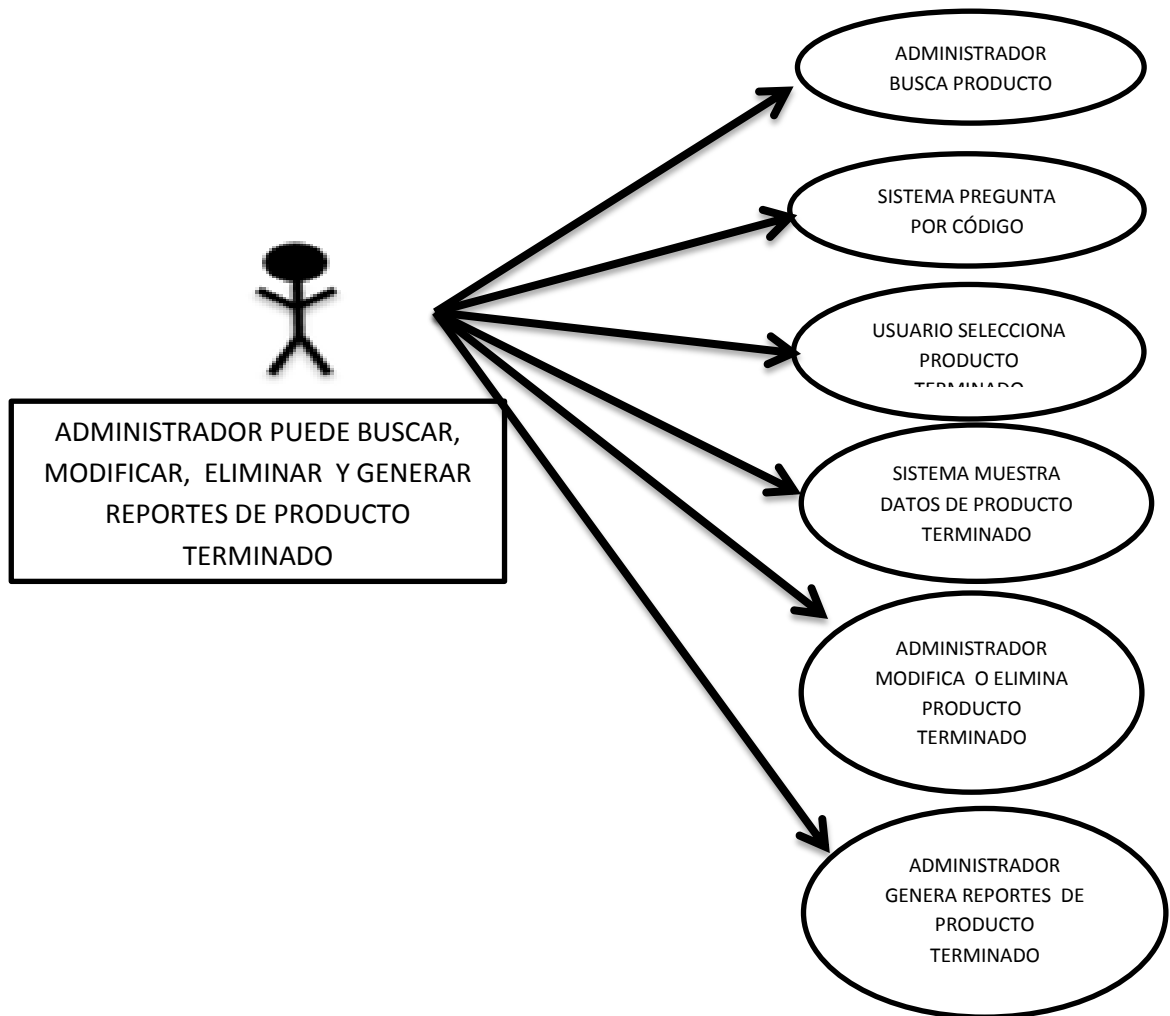 ADMINISTRADOR
BUSCA PRODUCTO
SISTEMA PREGUNTA
POR CÓDIGO
USUARIO SELECCIONA
PRODUCTO
TERMINADO
ADMINISTRADOR PUEDE BUSCAR,
MODIFICAR, ELIMINAR Y GENERAR
REPORTES DE PRODUCTO
TERMINADO
SISTEMA MUESTRA
DATOS DE PRODUCTO
TERMINADO
ADMINISTRADOR
MODIFICA O ELIMINA
PRODUCTO
TERMINADO
ADMINISTRADOR
GENERA REPORTES DE
PRODUCTO
TERMINADO